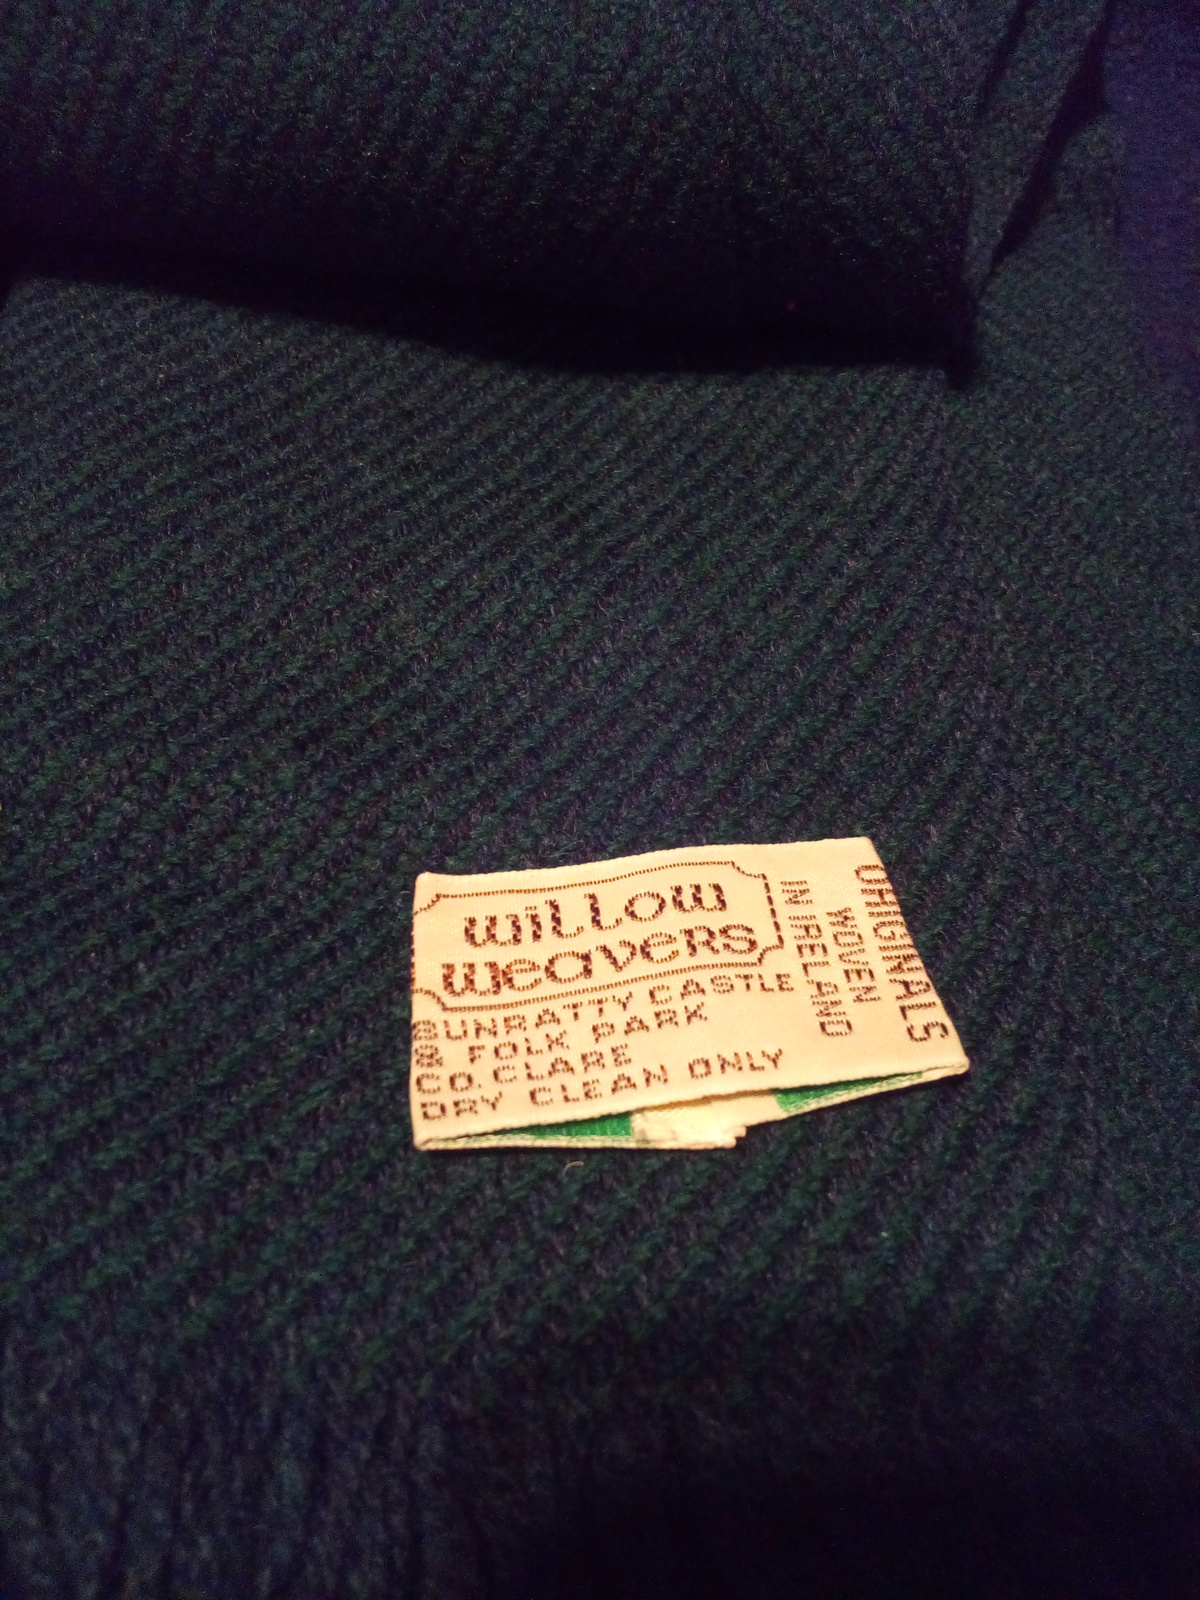 willow
weavers
BUNRATTY CASTLE
& FOLK PARK
CO. CLARE
DRY CLEAN ONLY
ORIGINALS
WOVEN
IN IRELAND